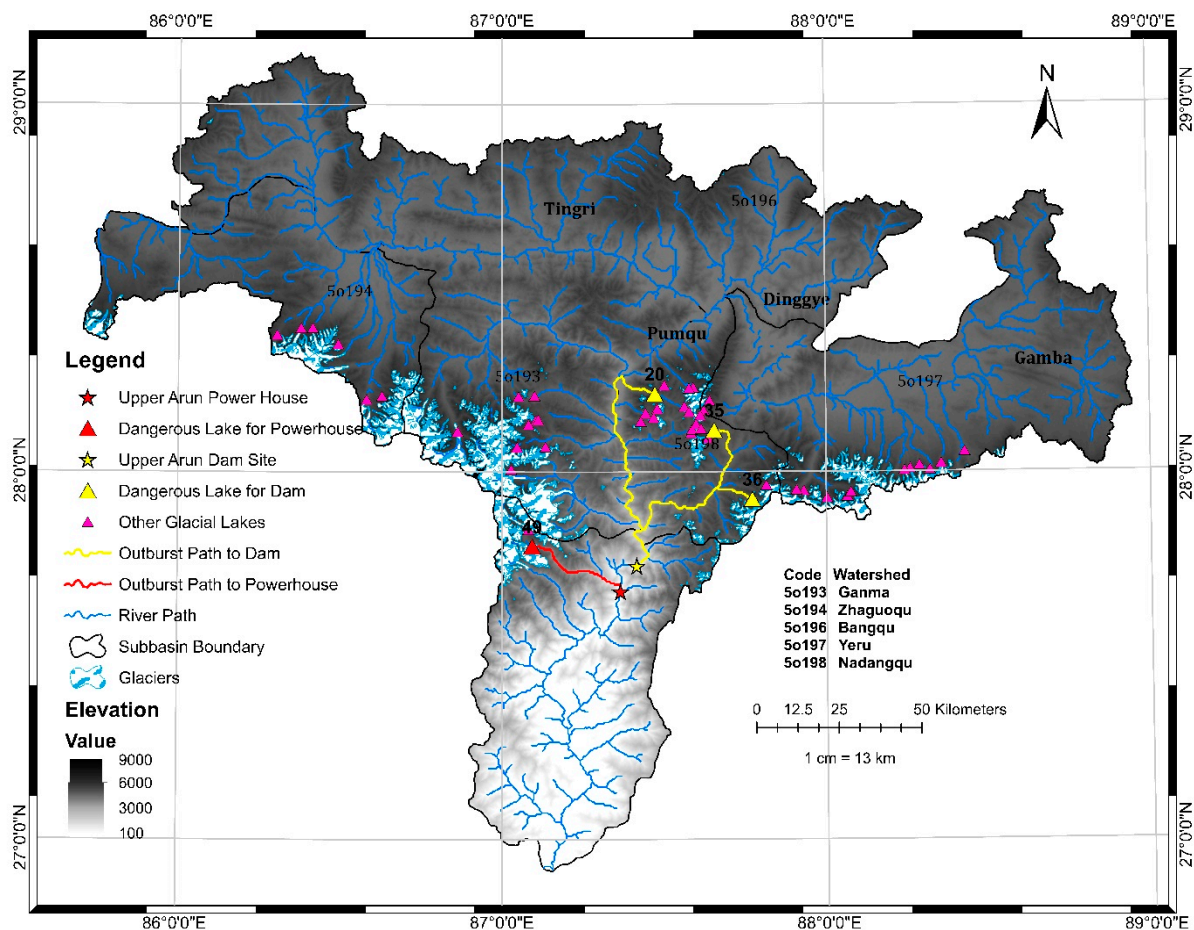 86°0'0"E 87°0'0"E 88°0'0"E 89°0'0"E
29°0'0"N 29°0'0"N
N
Tingri
5o196
5o194
Dinggye
Pumqu
Gamba
5o193
5o197
20
35
5o198
28°0'0"N 28°0'0"N
36
49
Legend
Upper Arun Power House
Dangerous Lake for Powerhouse
Upper Arun Dam Site
Dangerous Lake for Dam
Other Glacial Lakes
Outburst Path to Dam
Outburst Path to Powerhouse
River Path
Subbasin Boundary
Glaciers
Elevation
Value
9000
6000
3000
100
Code Watershed
5o193 Ganma
5o194 Zhaguoqu
5o196 Bangqu
5o197 Yeru
5o198 Nadangqu
0 12.5 25 50 Kilometers
1 cm = 13 km
27°0'0"N 27°0'0"N
86°0'0"E 87°0'0"E 88°0'0"E 89°0'0"E